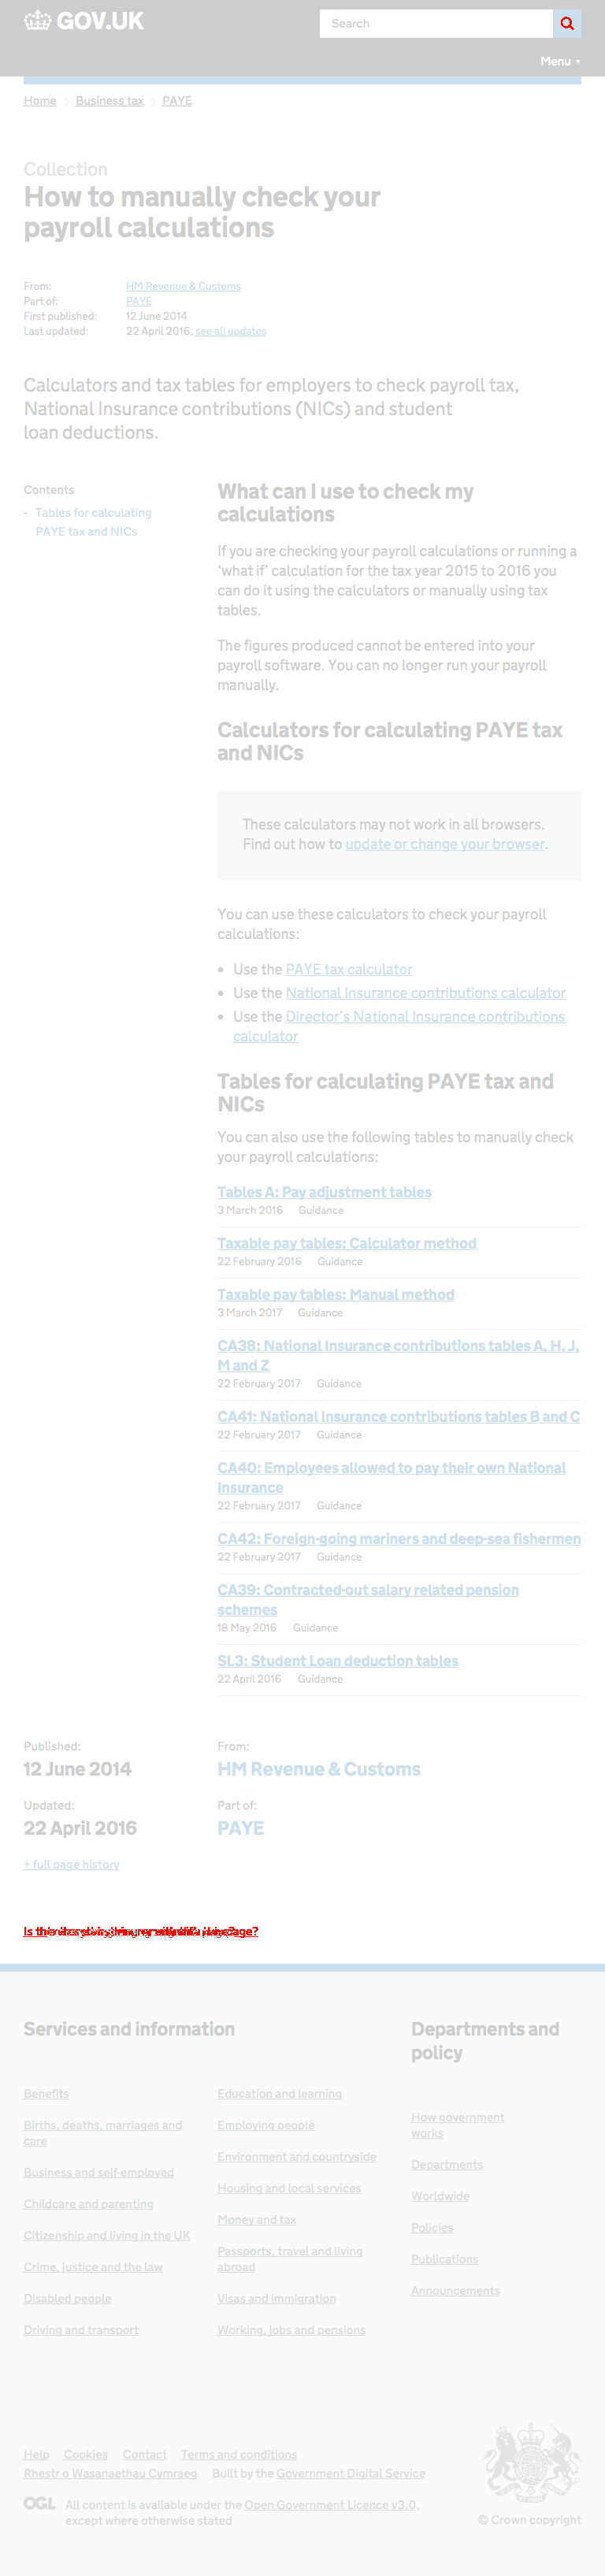 GOV.UK
Search
Menu ▼
Home > Business tax > PAYE
Collection
How to manually check your
payroll calculations
From: HM Revenue & Customs
Part of: PAYE
First published: 12 June 2014
Last updated: 22 April 2016, see all updates
Calculators and tax tables for employers to check payroll tax,
National Insurance contributions (NICs) and student
loan deductions.
Contents
- Tables for calculating
PAYE tax and NICs
What can I use to check my
calculations
If you are checking your payroll calculations or running a
‘what if’ calculation for the tax year 2015 to 2016 you
can do it using the calculators or manually using tax
tables.
The figures produced cannot be entered into your
payroll software. You can no longer run your payroll
manually.
Calculators for calculating PAYE tax
and NICs
These calculators may not work in all browsers.
Find out how to update or change your browser.
You can use these calculators to check your payroll
calculations:
• Use the PAYE tax calculator
• Use the National Insurance contributions calculator
• Use the Director’s National Insurance contributions
calculator
Tables for calculating PAYE tax and
NICs
You can also use the following tables to manually check
your payroll calculations:
Tables A: Pay adjustment tables
3 March 2016 Guidance
Taxable pay tables: Calculator method
22 February 2016 Guidance
Taxable pay tables: Manual method
3 March 2017 Guidance
CA38: National Insurance contributions tables A, H, J,
M and Z
22 February 2017 Guidance
CA41: National Insurance contributions tables B and C
22 February 2017 Guidance
CA40: Employees allowed to pay their own National
Insurance
22 February 2017 Guidance
CA42: Foreign-going mariners and deep-sea fishermen
22 February 2017 Guidance
CA39: Contracted-out salary related pension
schemes
18 May 2016 Guidance
SL3: Student Loan deduction tables
22 April 2016 Guidance
Published:
12 June 2014
From:
HM Revenue & Customs
Updated:
22 April 2016
Part of:
PAYE
+ full page history
Services and information
Benefits
Births, deaths, marriages and
care
Business and self-employed
Childcare and parenting
Citizenship and living in the UK
Crime, justice and the law
Disabled people
Driving and transport
Education and learning
Employing people
Environment and countryside
Housing and local services
Money and tax
Passports, travel and living
abroad
Visas and immigration
Working, jobs and pensions
Departments and
policy
How government
works
Departments
Worldwide
Policies
Publications
Announcements
Help Cookies Contact Terms and conditions
Rhestr o Wasanaethau Cymraeg Built by the Government Digital Service
OGL All content is available under the Open Government Licence v3.0,
except where otherwise stated
© Crown copyright